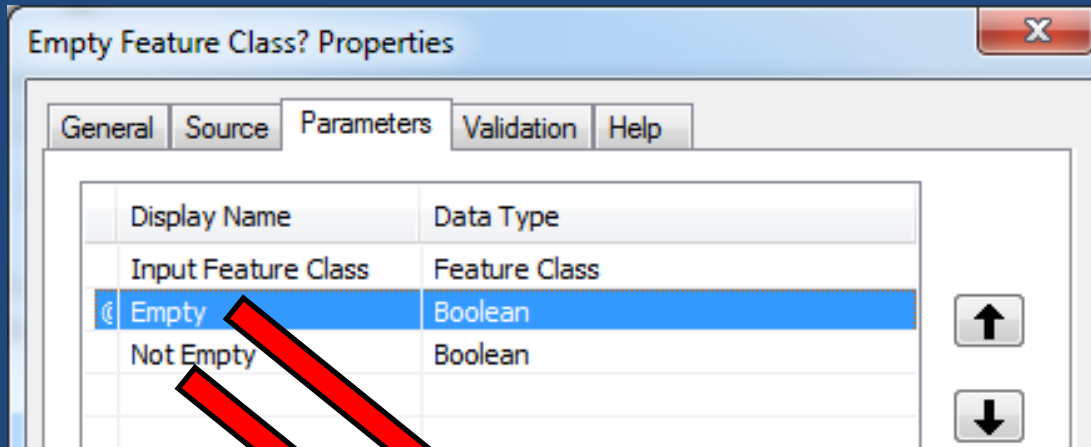 Empty Feature Class? Properties
General Source Parameters Validation Help
Display Name Data Type
Input Feature Class Feature Class
Empty Boolean
Not Empty Boolean